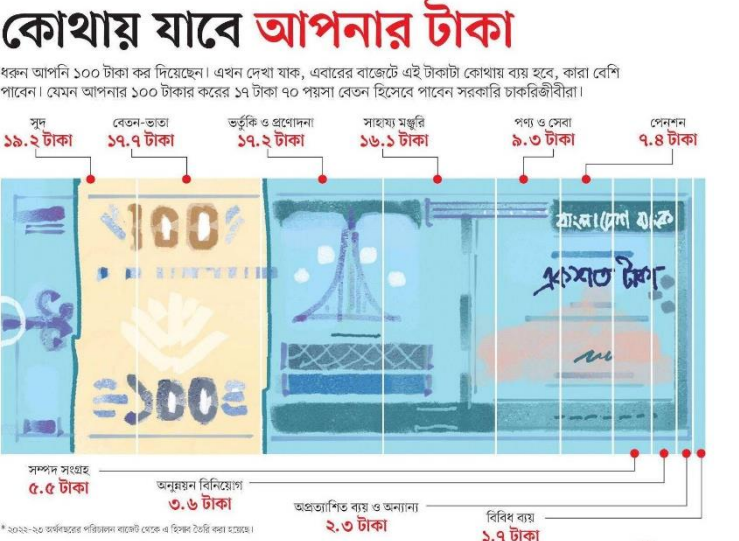 কোথায় যাবে আপনার টাকা
ধরুন আপনি ১০০ টাকা কর দিয়েছেন। এখন দেখা যাক, এবারের বাজেটে এই টাকাটা কোথায় ব্যয় হবে, কারা বেশি
পাবেন। যেমন আপনার ১০০ টাকার করের ১৭ টাকা ৭০ পয়সা বেতন হিসেবে পাবেন সরকারি চাকরিজীবীরা।
সুদ
১৯.২ টাকা
বেতন-ভাতা
১৭.৭ টাকা
ভর্তুকি ও প্রণোদনা
১৭.২ টাকা
সাহায্য মঞ্জুরি
১৬.১ টাকা
পণ্য ও সেবা
৯.৩ টাকা
পেনশন
৭.৪ টাকা
100
বাংলাদেশ ব্যাংক
একশত টাকা
১০০
সম্পদ সংগ্রহ
৫.৫ টাকা
অনুন্নয়ন বিনিয়োগ
৩.৬ টাকা
অপ্রত্যাশিত ব্যয় ও অন্যান্য
২.৩ টাকা
বিবিধ ব্যয়
১.৭ টাকা
* ২০২২-২৩ অর্থবছরের পরিচালন বাজেট থেকে এ হিসাব তৈরি করা হয়েছে।